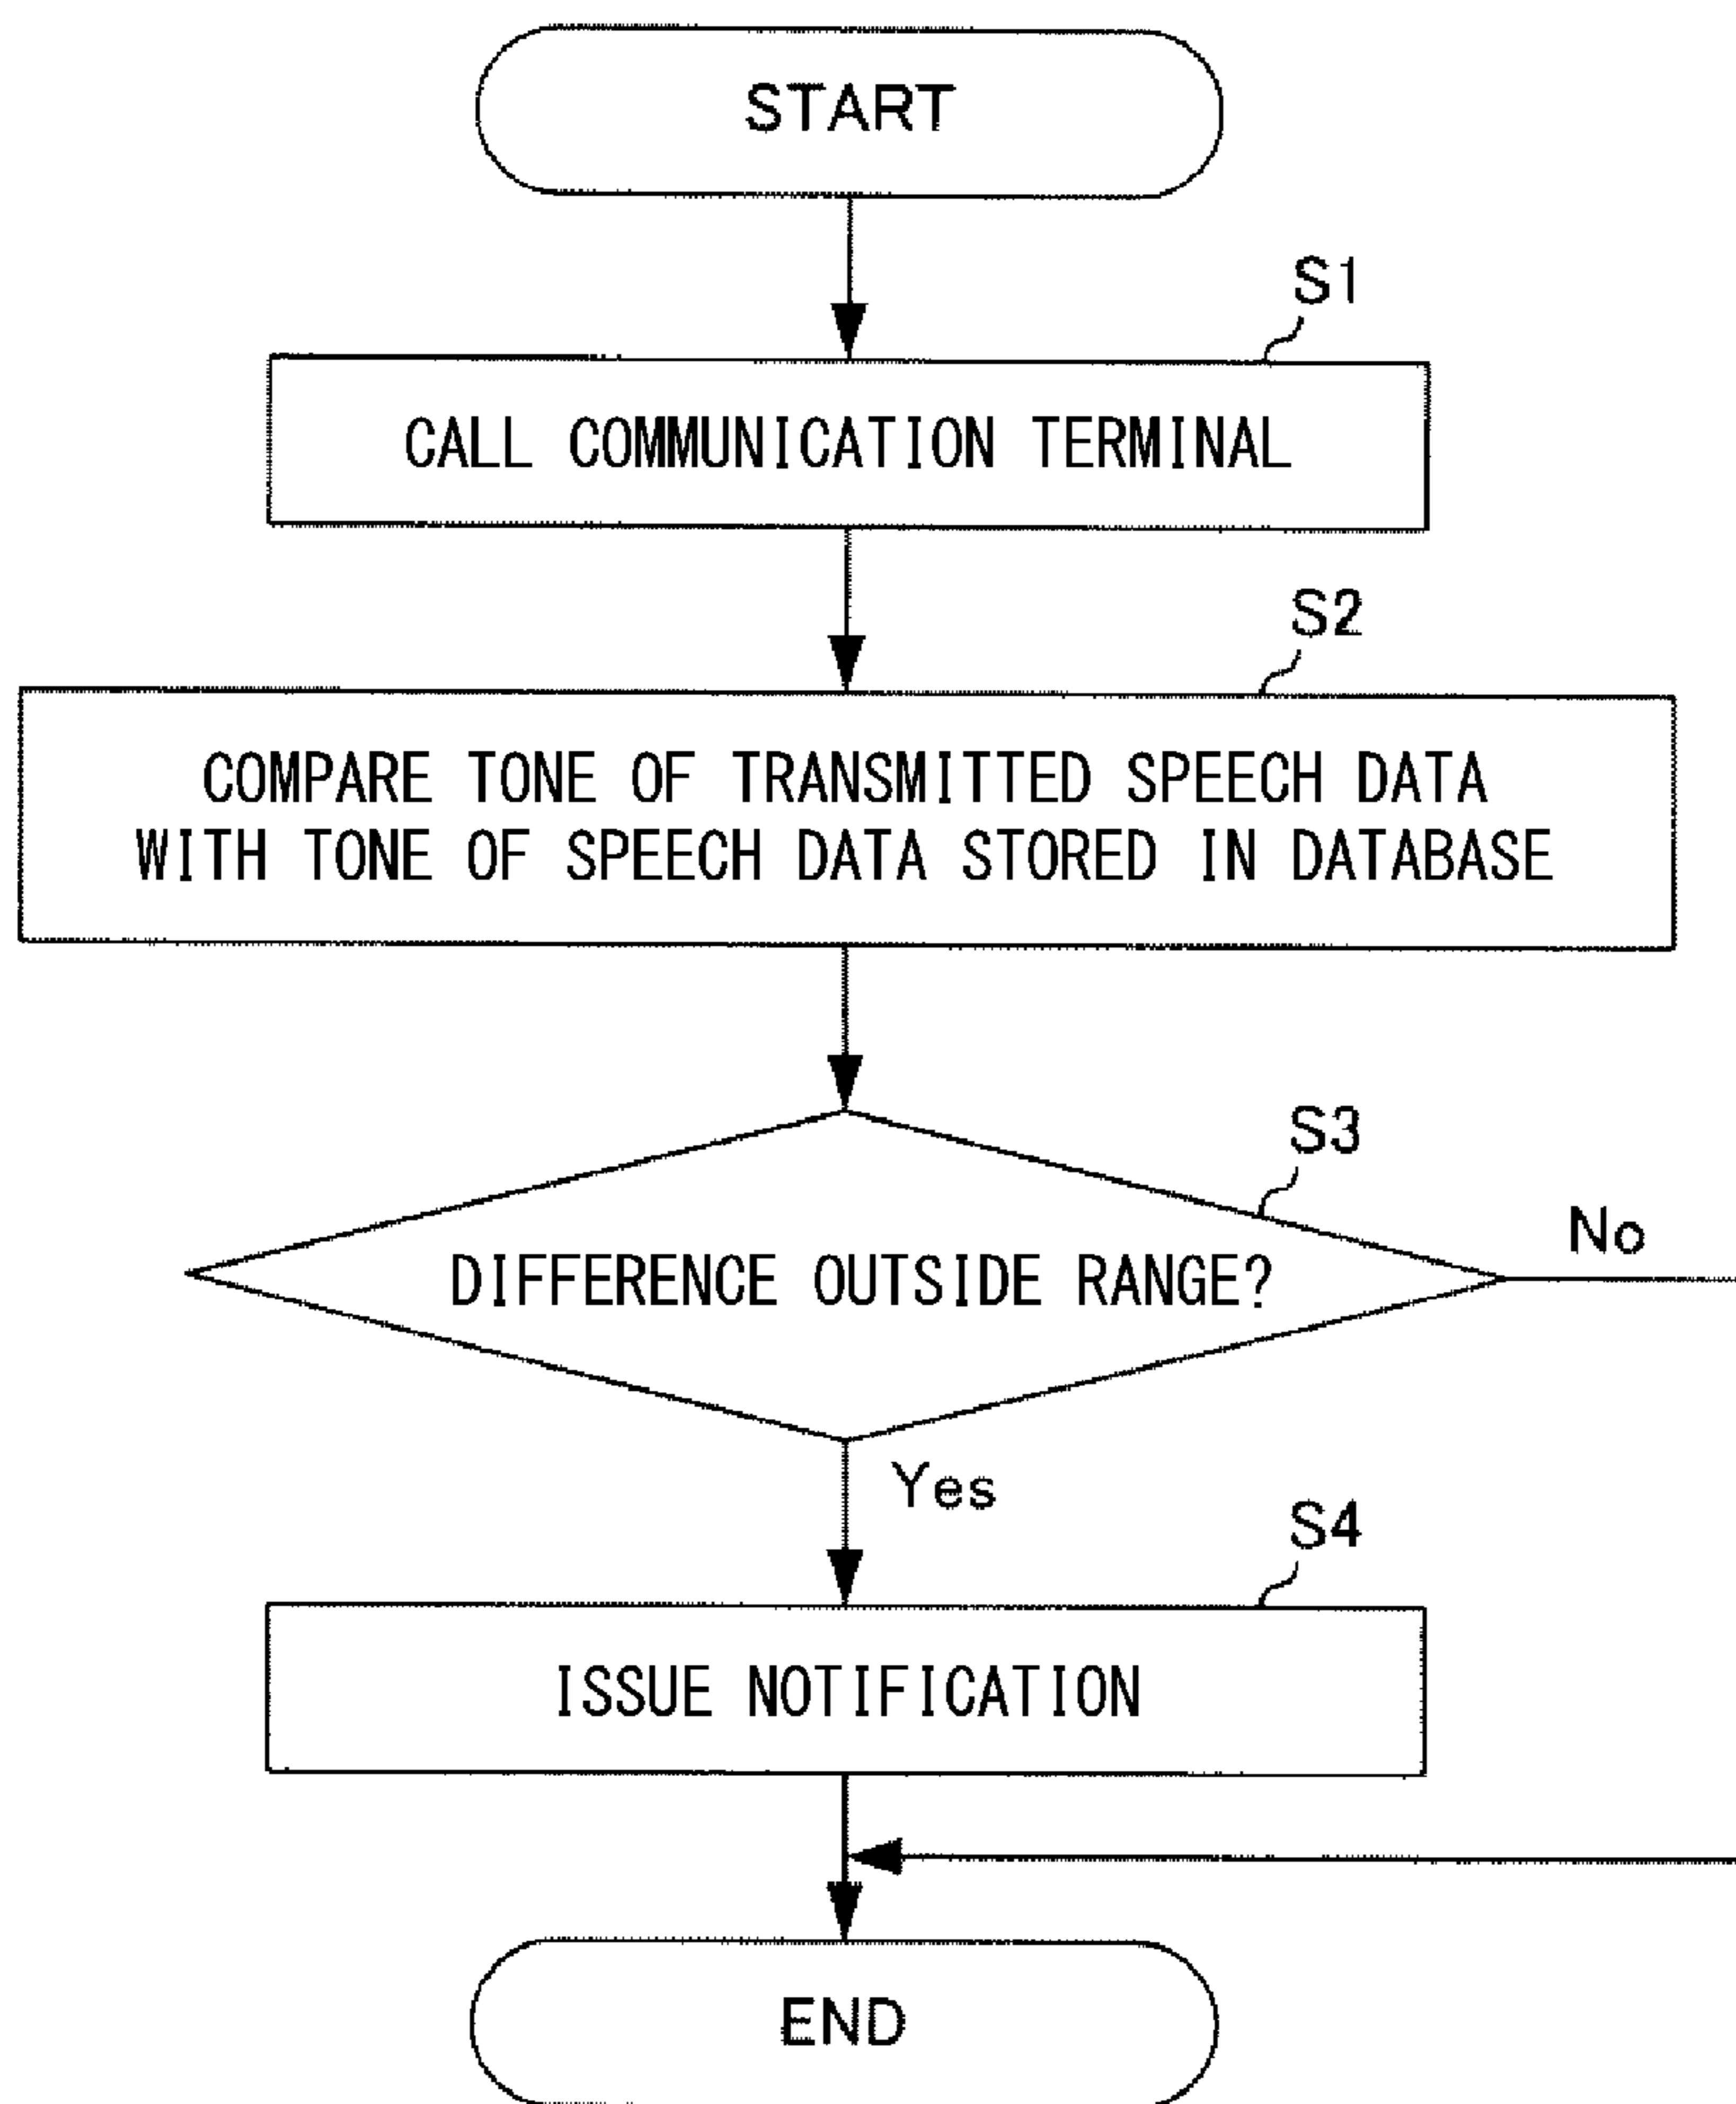 START
S1
CALL COMMUNICATION TERMINAL
S2
COMPARE TONE OF TRANSMITTED SPEECH DATA
WITH TONE OF SPEECH DATA STORED IN DATABASE
S3
DIFFERENCE OUTSIDE RANGE?
No
Yes
S4
ISSUE NOTIFICATION
END